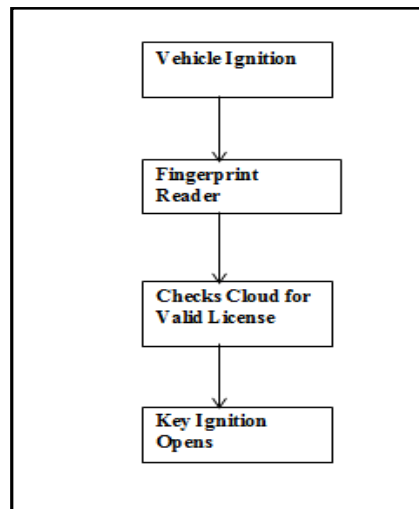 Vehicle Ignition
Fingerprint
Reader
Checks Cloud for
Valid License
Key Ignition
Opens